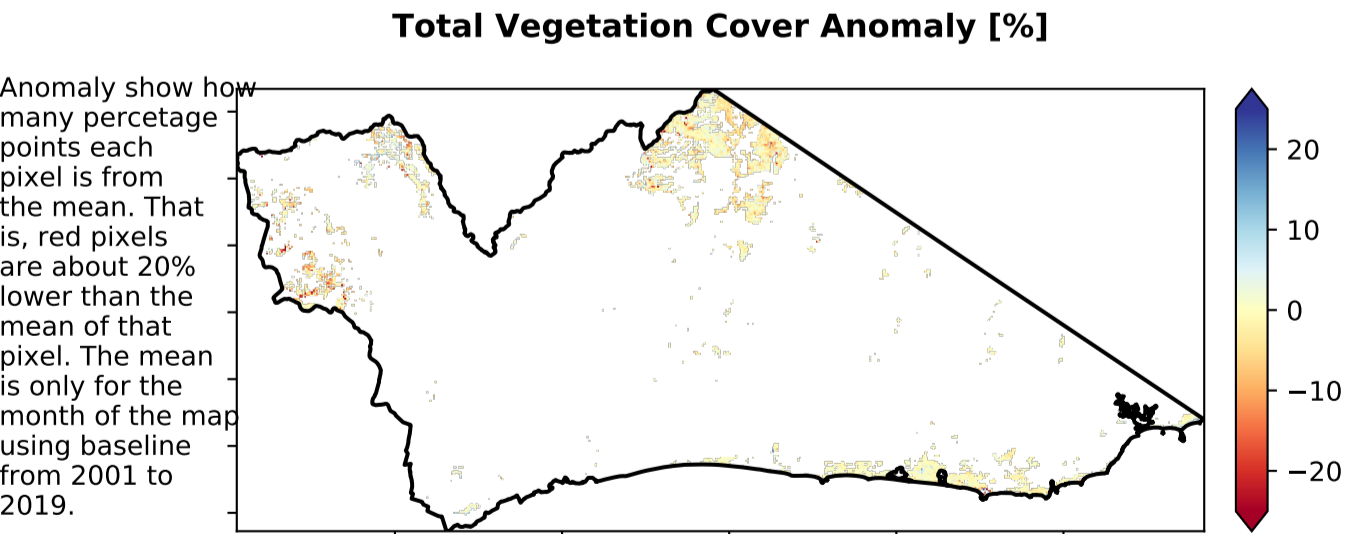 Total Vegetation Cover Anomaly [%]
Anomaly show how
many percetage
points each
pixel is from
the mean. That
is, red pixels
are about 20%
lower than the
mean of that
pixel. The mean
is only for the
month of the map
using baseline
from 2001 to
2019.
20
10
0
−10
−20